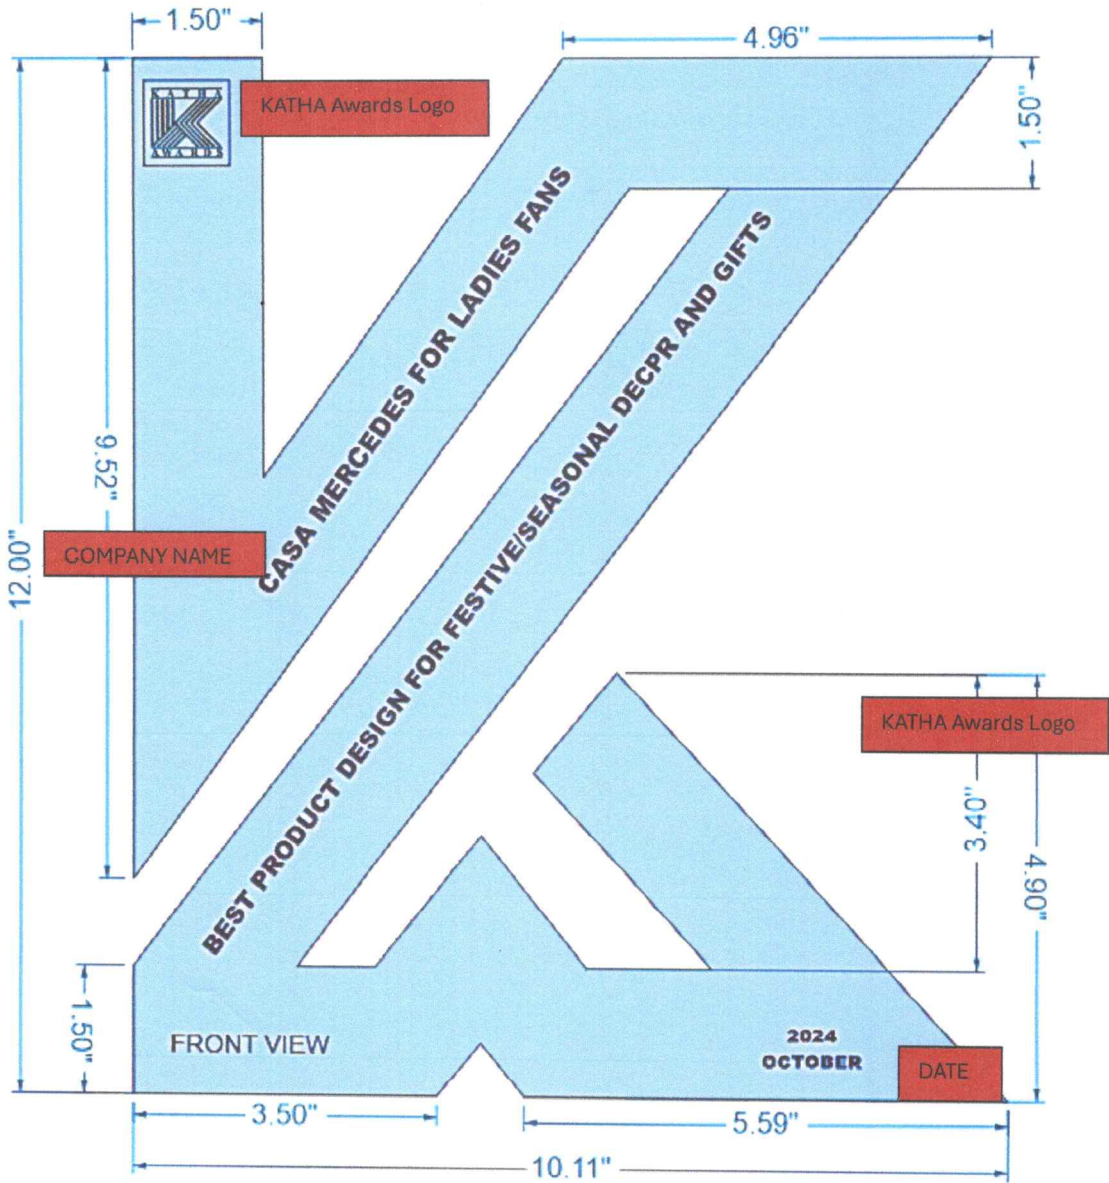 1.50"
4.96"
KATHA
AWARDS
KATHA Awards Logo
1.50"
CASA MERCEDES FOR LADIES FANS
BEST PRODUCT DESIGN FOR FESTIVE/SEASONAL DECPR AND GIFTS
9.52"
12.00"
COMPANY NAME
KATHA Awards Logo
3.40"
4.90"
1.50"
FRONT VIEW
2024
OCTOBER
DATE
3.50"
5.59"
10.11"